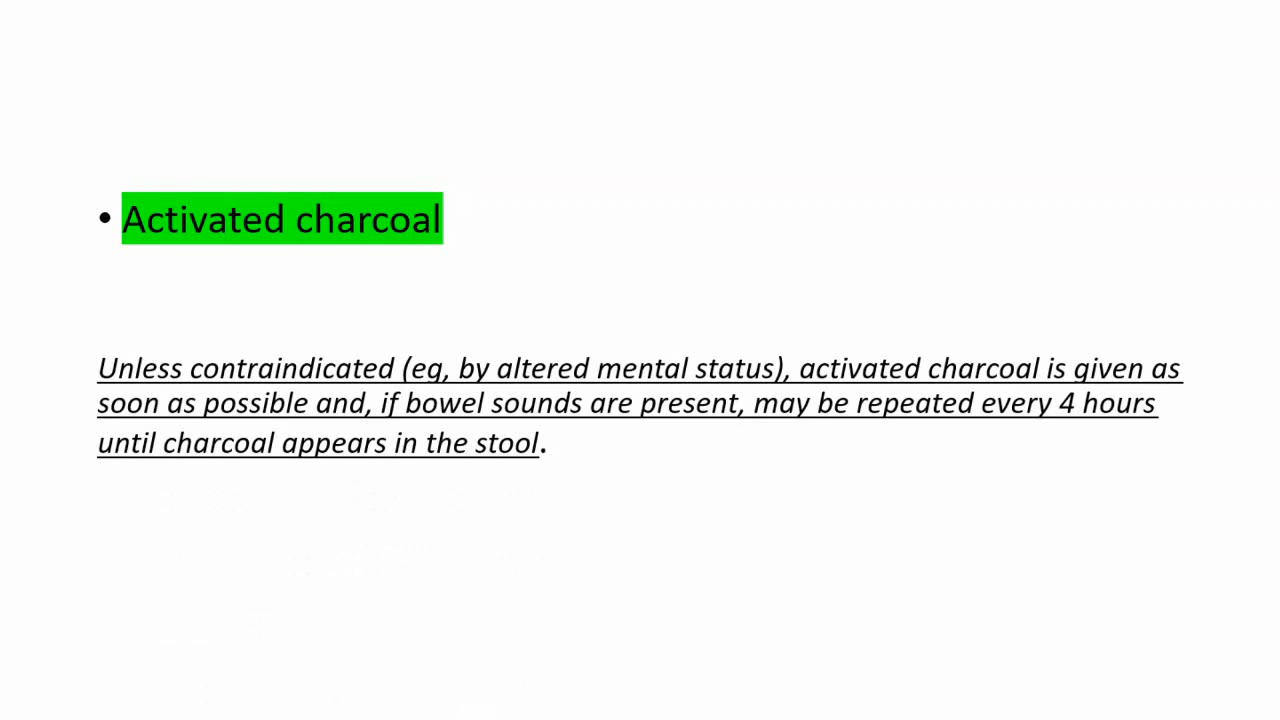 • Activated charcoal
Unless contraindicated (eg, by altered mental status), activated charcoal is given as
soon as possible and, if bowel sounds are present, may be repeated every 4 hours
until charcoal appears in the stool.